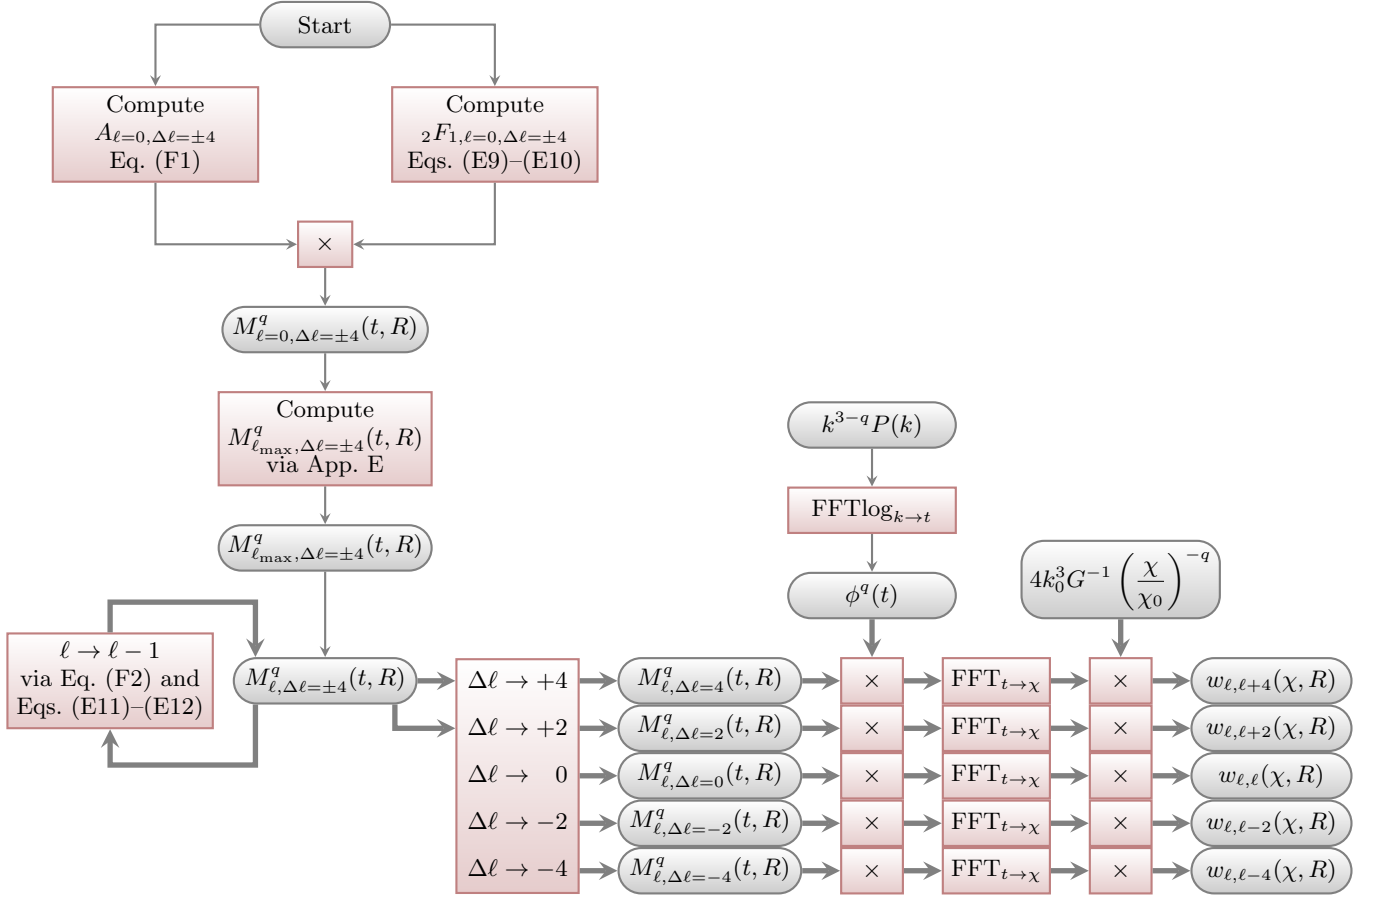 Start
Compute
A_{ℓ=0,Δℓ=±4}
Eq. (F1)
Compute
₂F_{1,ℓ=0,Δℓ=±4}
Eqs. (E9)–(E10)
×
M^q_{ℓ=0,Δℓ=±4}(t, R)
Compute
M^q_{ℓ_max,Δℓ=±4}(t, R)
via App. E
M^q_{ℓ_max,Δℓ=±4}(t, R)
ℓ → ℓ − 1
via Eq. (F2) and
Eqs. (E11)–(E12)
M^q_{ℓ,Δℓ=±4}(t, R)
k^{3−q}P(k)
FFTlog_{k→t}
φ^q(t)
4k_0^3 G^{−1} (χ/χ_0)^{−q}
Δℓ → +4 M^q_{ℓ,Δℓ=4}(t, R) × FFT_{t→χ} × w_{ℓ,ℓ+4}(χ, R)
Δℓ → +2 M^q_{ℓ,Δℓ=2}(t, R) × FFT_{t→χ} × w_{ℓ,ℓ+2}(χ, R)
Δℓ → 0 M^q_{ℓ,Δℓ=0}(t, R) × FFT_{t→χ} × w_{ℓ,ℓ}(χ, R)
Δℓ → −2 M^q_{ℓ,Δℓ=−2}(t, R) × FFT_{t→χ} × w_{ℓ,ℓ−2}(χ, R)
Δℓ → −4 M^q_{ℓ,Δℓ=−4}(t, R) × FFT_{t→χ} × w_{ℓ,ℓ−4}(χ, R)